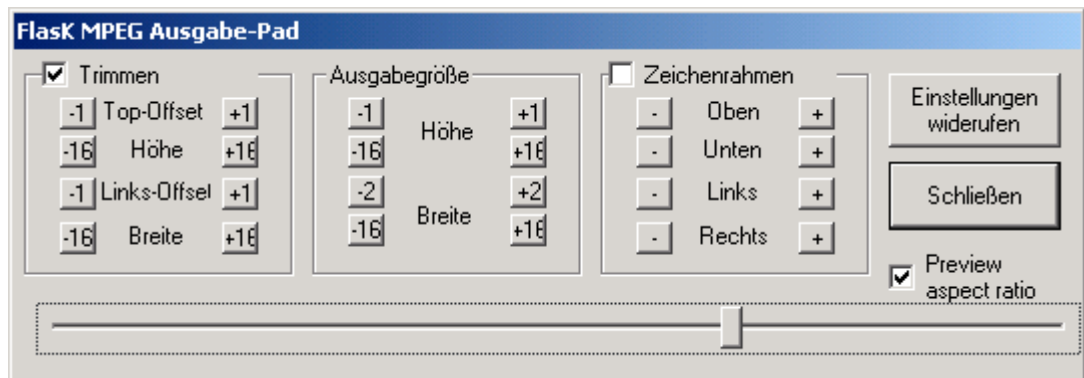 FlasK MPEG Ausgabe-Pad
Trimmen
-1 Top-Offset +1
-16 Höhe +16
-1 Links-Offset +1
-16 Breite +16
Ausgabegröße
-1 +1
Höhe
-16 +16
-2 +2
Breite
-16 +16
Zeichenrahmen
- Oben +
- Unten +
- Links +
- Rechts +
Einstellungen
widerufen
Schließen
Preview
aspect ratio